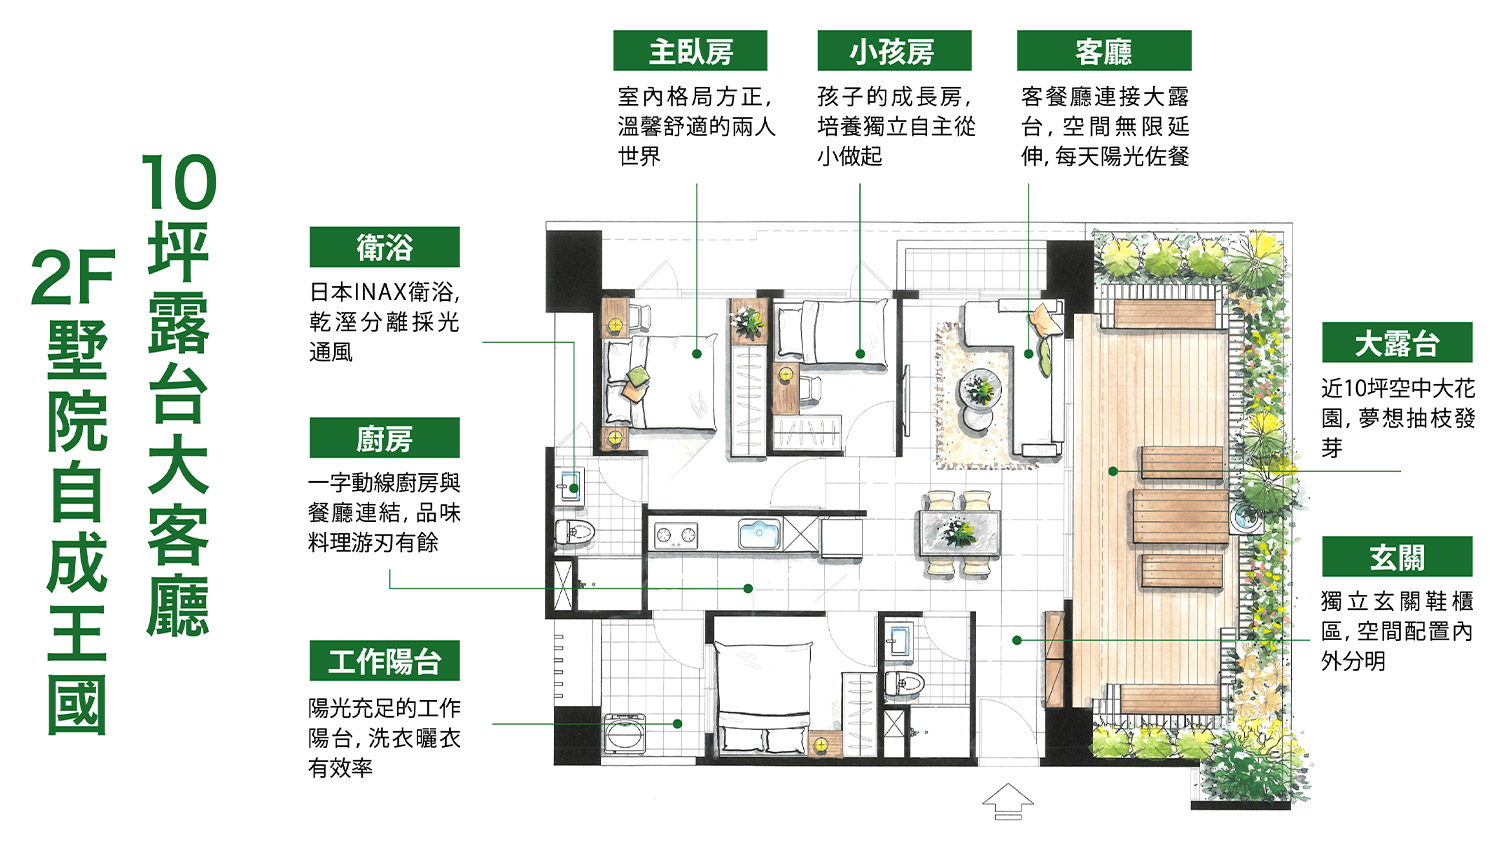 10坪露台大客廳
2F墅院自成王國
主臥房
室內格局方正,
溫馨舒適的兩人
世界
小孩房
孩子的成長房,
培養獨立自主從
小做起
客廳
客餐廳連接大露
台, 空間無限延
伸, 每天陽光佐餐
衛浴
日本INAX衛浴,
乾溼分離採光
通風
廚房
一字動線廚房與
餐廳連結, 品味
料理游刃有餘
工作陽台
陽光充足的工作
陽台, 洗衣曬衣
有效率
大露台
近10坪空中大花
園, 夢想抽枝發
芽
玄關
獨立玄關鞋櫃
區, 空間配置內
外分明